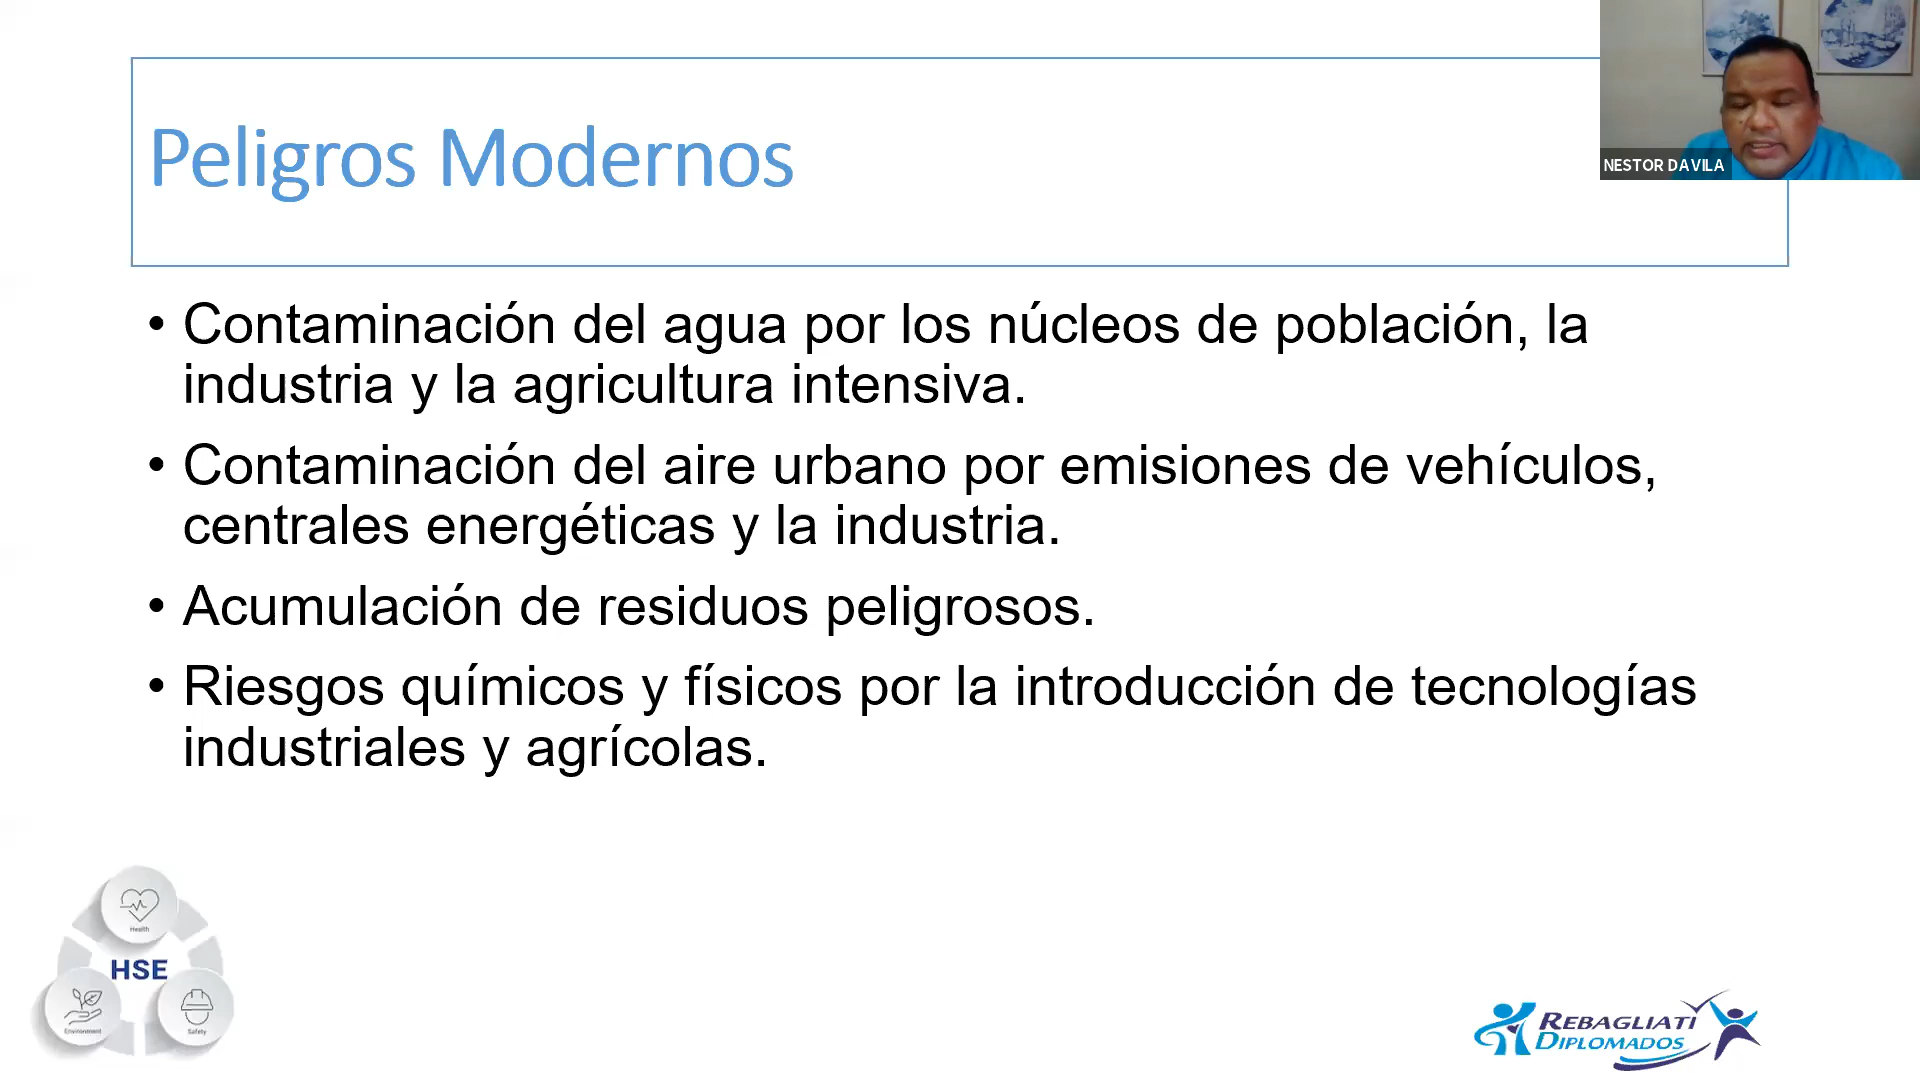 Peligros Modernos
NESTOR DAVILA
• Contaminación del agua por los núcleos de población, la
industria y la agricultura intensiva.
• Contaminación del aire urbano por emisiones de vehículos,
centrales energéticas y la industria.
• Acumulación de residuos peligrosos.
• Riesgos químicos y físicos por la introducción de tecnologías
industriales y agrícolas.
Health
HSE
Environment
Safety
REBAGLIATI
DIPLOMADOS